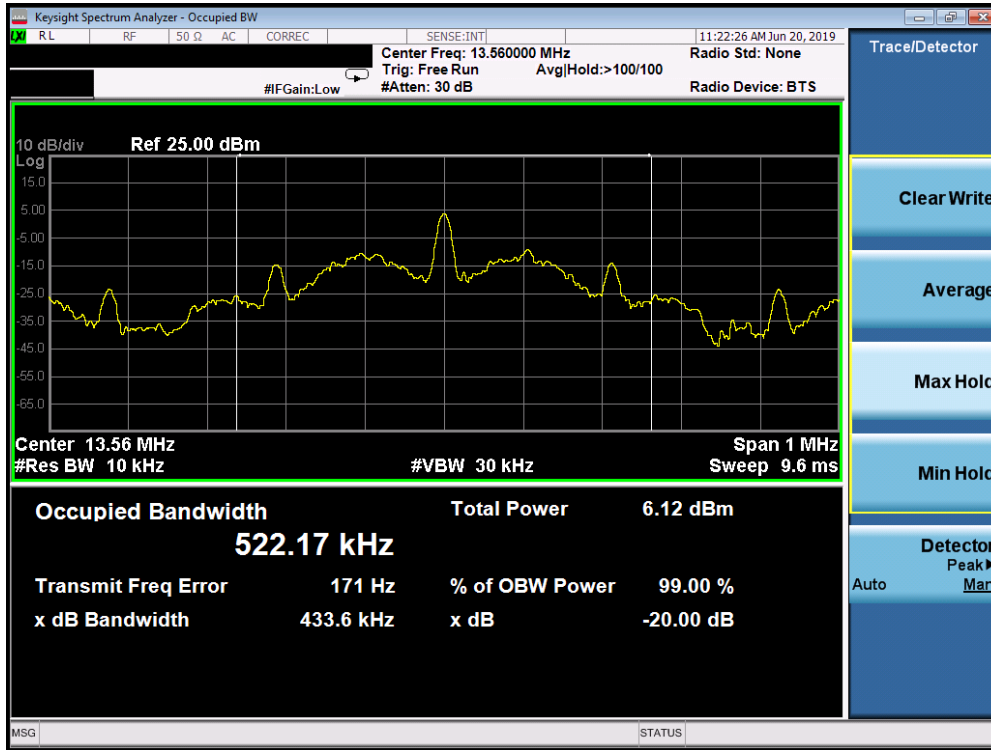 Keysight Spectrum Analyzer - Occupied BW
LXI RL RF 50 Ω AC CORREC SENSE:INT 11:22:26 AM Jun 20, 2019
Center Freq: 13.560000 MHz Radio Std: None
Trig: Free Run Avg|Hold:>100/100
#IFGain:Low #Atten: 30 dB Radio Device: BTS
10 dB/div Ref 25.00 dBm
Log
15.0
5.00
-5.00
-15.0
-25.0
-35.0
-45.0
-55.0
-65.0
Center 13.56 MHz Span 1 MHz
#Res BW 10 kHz #VBW 30 kHz Sweep 9.6 ms
Occupied Bandwidth Total Power 6.12 dBm
522.17 kHz
Transmit Freq Error 171 Hz % of OBW Power 99.00 %
x dB Bandwidth 433.6 kHz x dB -20.00 dB
MSG STATUS
Trace/Detector
Clear Write
Average
Max Hold
Min Hold
Detector
Peak
Auto Man